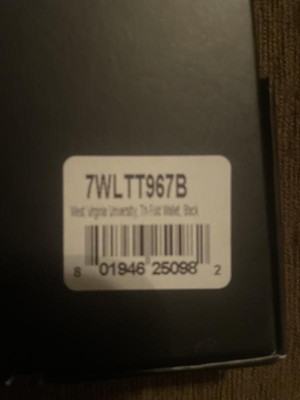 7WLTT967B
West Virginia University, Tri-Fold Wallet, Black
8 01946 25098 2